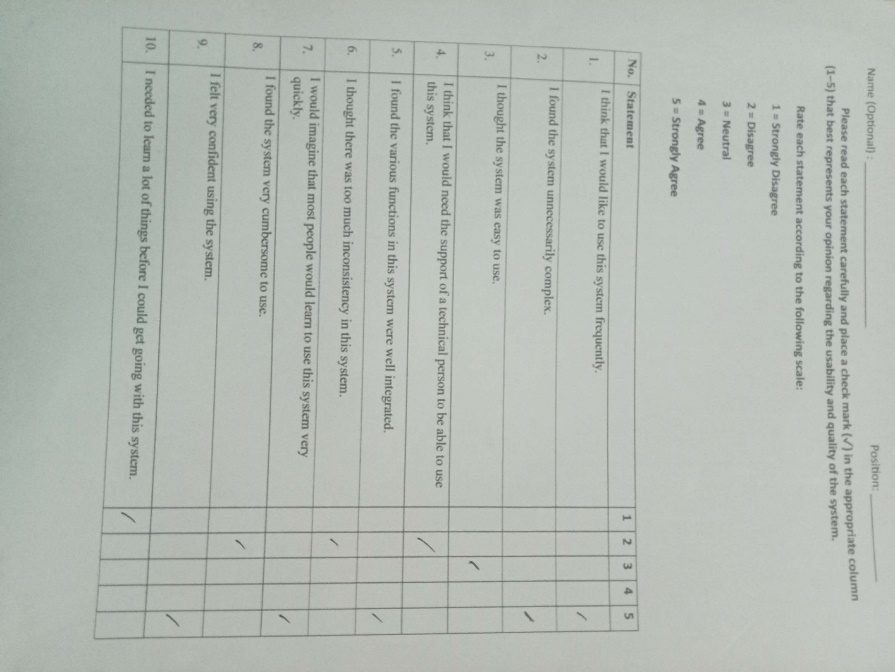 Name (Optional) : ____________ Position: ____________
Please read each statement carefully and place a check mark (✓) in the appropriate column
(1–5) that best represents your opinion regarding the usability and quality of the system.
Rate each statement according to the following scale:
1 = Strongly Disagree
2 = Disagree
3 = Neutral
4 = Agree
5 = Strongly Agree
No. Statement 1 2 3 4 5
1. I think that I would like to use this system frequently. ✓
2. I found the system unnecessarily complex. ✓
3. I thought the system was easy to use. ✓
4. I think that I would need the support of a technical person to be able to use
this system. ✓
5. I found the various functions in this system were well integrated. ✓
6. I thought there was too much inconsistency in this system. ✓
7. I would imagine that most people would learn to use this system very
quickly. ✓
8. I found the system very cumbersome to use. ✓
9. I felt very confident using the system. ✓
10. I needed to learn a lot of things before I could get going with this system. ✓